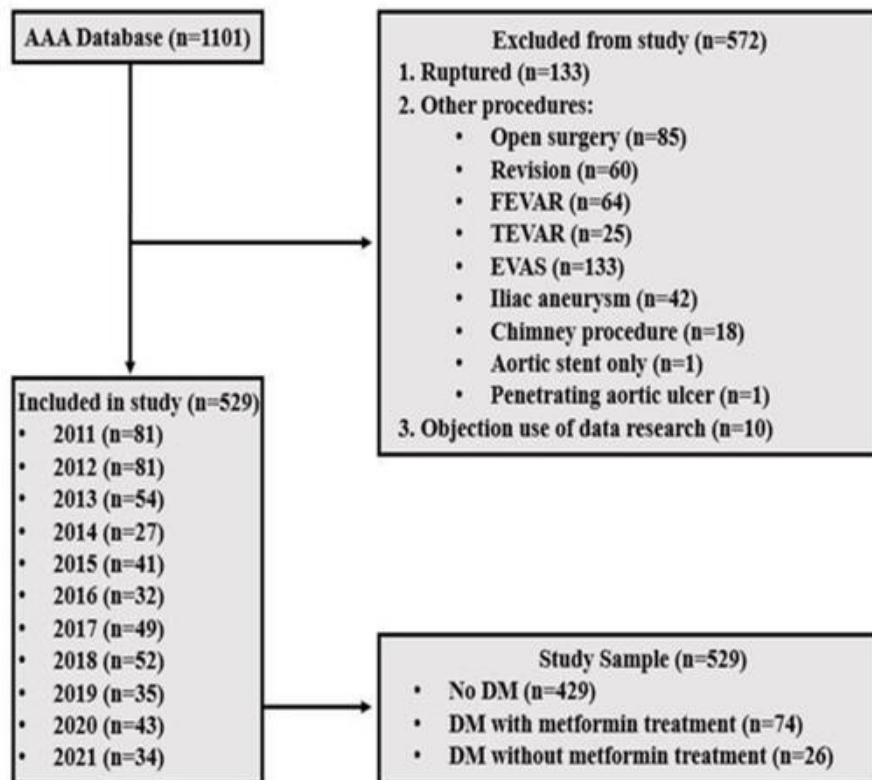 AAA Database (n=1101)
Excluded from study (n=572)
1. Ruptured (n=133)
2. Other procedures:
• Open surgery (n=85)
• Revision (n=60)
• FEVAR (n=64)
• TEVAR (n=25)
• EVAS (n=133)
• Iliac aneurysm (n=42)
• Chimney procedure (n=18)
• Aortic stent only (n=1)
• Penetrating aortic ulcer (n=1)
3. Objection use of data research (n=10)
Included in study (n=529)
• 2011 (n=81)
• 2012 (n=81)
• 2013 (n=54)
• 2014 (n=27)
• 2015 (n=41)
• 2016 (n=32)
• 2017 (n=49)
• 2018 (n=52)
• 2019 (n=35)
• 2020 (n=43)
• 2021 (n=34)
Study Sample (n=529)
• No DM (n=429)
• DM with metformin treatment (n=74)
• DM without metformin treatment (n=26)